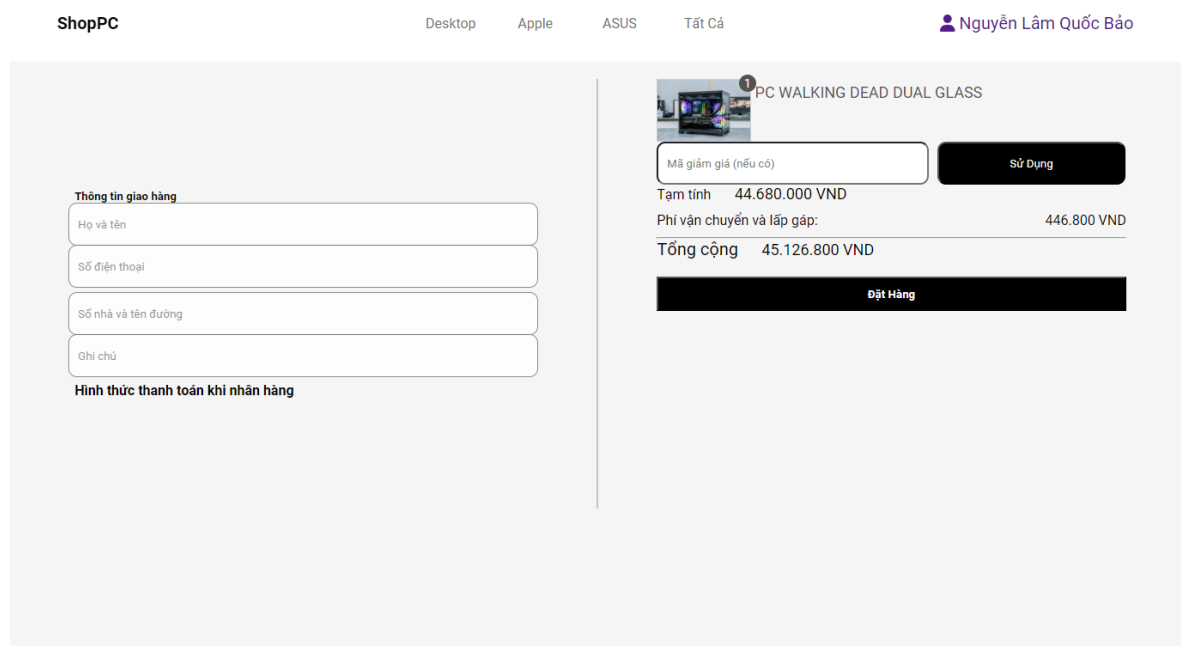 ShopPC
Desktop
Apple
ASUS
Tất Cả
Nguyễn Lâm Quốc Bảo
Thông tin giao hàng
Họ và tên
Số điện thoại
Số nhà và tên đường
Ghi chú
Hình thức thanh toán khi nhân hàng
1
PC WALKING DEAD DUAL GLASS
Mã giảm giá (nếu có)
Sử Dụng
Tạm tính 44.680.000 VND
Phí vận chuyển và lấp gáp: 446.800 VND
Tổng cộng 45.126.800 VND
Đặt Hàng